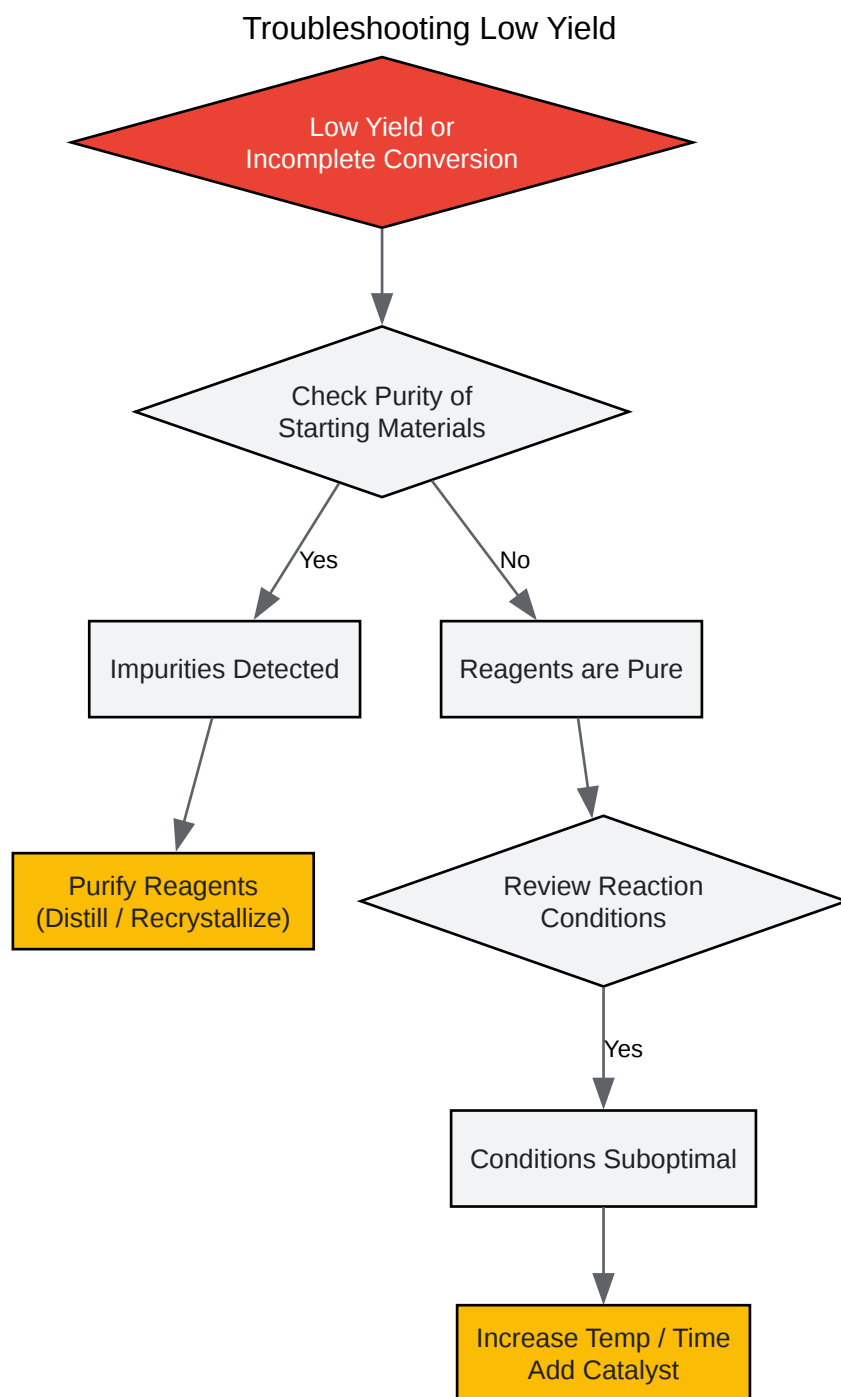 Troubleshooting Low Yield
Low Yield or
Incomplete Conversion
Check Purity of
Starting Materials
Yes
No
Impurities Detected
Reagents are Pure
Purify Reagents
(Distill / Recrystallize)
Review Reaction
Conditions
Yes
Conditions Suboptimal
Increase Temp / Time
Add Catalyst